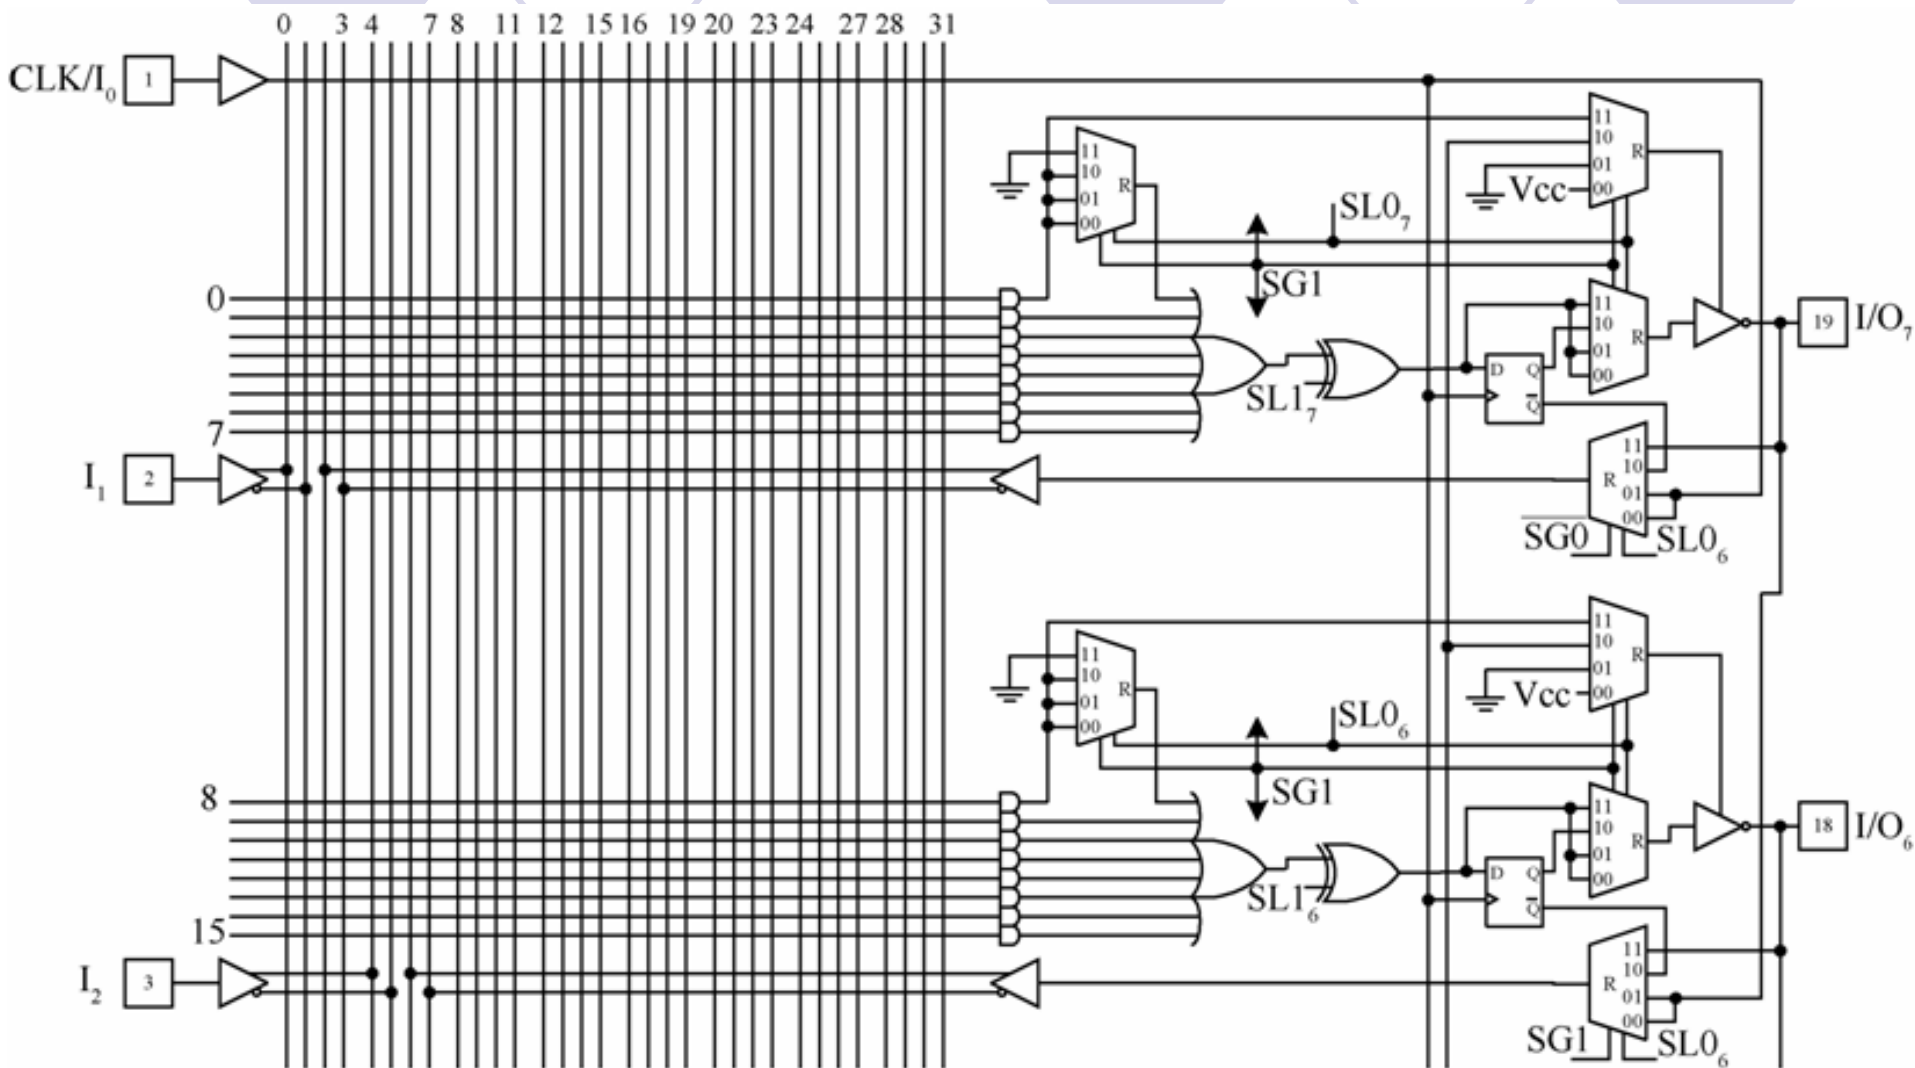 0 3 4 7 8 11 12 15 16 19 20 23 24 27 28 31
CLK/I₀ 1
11
10
01
00
R
11
10
01
Vcc 00
R
SL0₇
SG1
0
7
SL1₇
D Q
Q̅
11
10
01
00
R
19 I/O₇
I₁ 2
11
10
01
00
R
S̅G̅0̅ SL0₆
11
10
01
00
R
11
10
01
Vcc 00
R
SL0₆
SG1
8
15
SL1₆
D Q
Q̅
11
10
01
00
R
18 I/O₆
I₂ 3
11
10
01
00
R
SG1 SL0₆